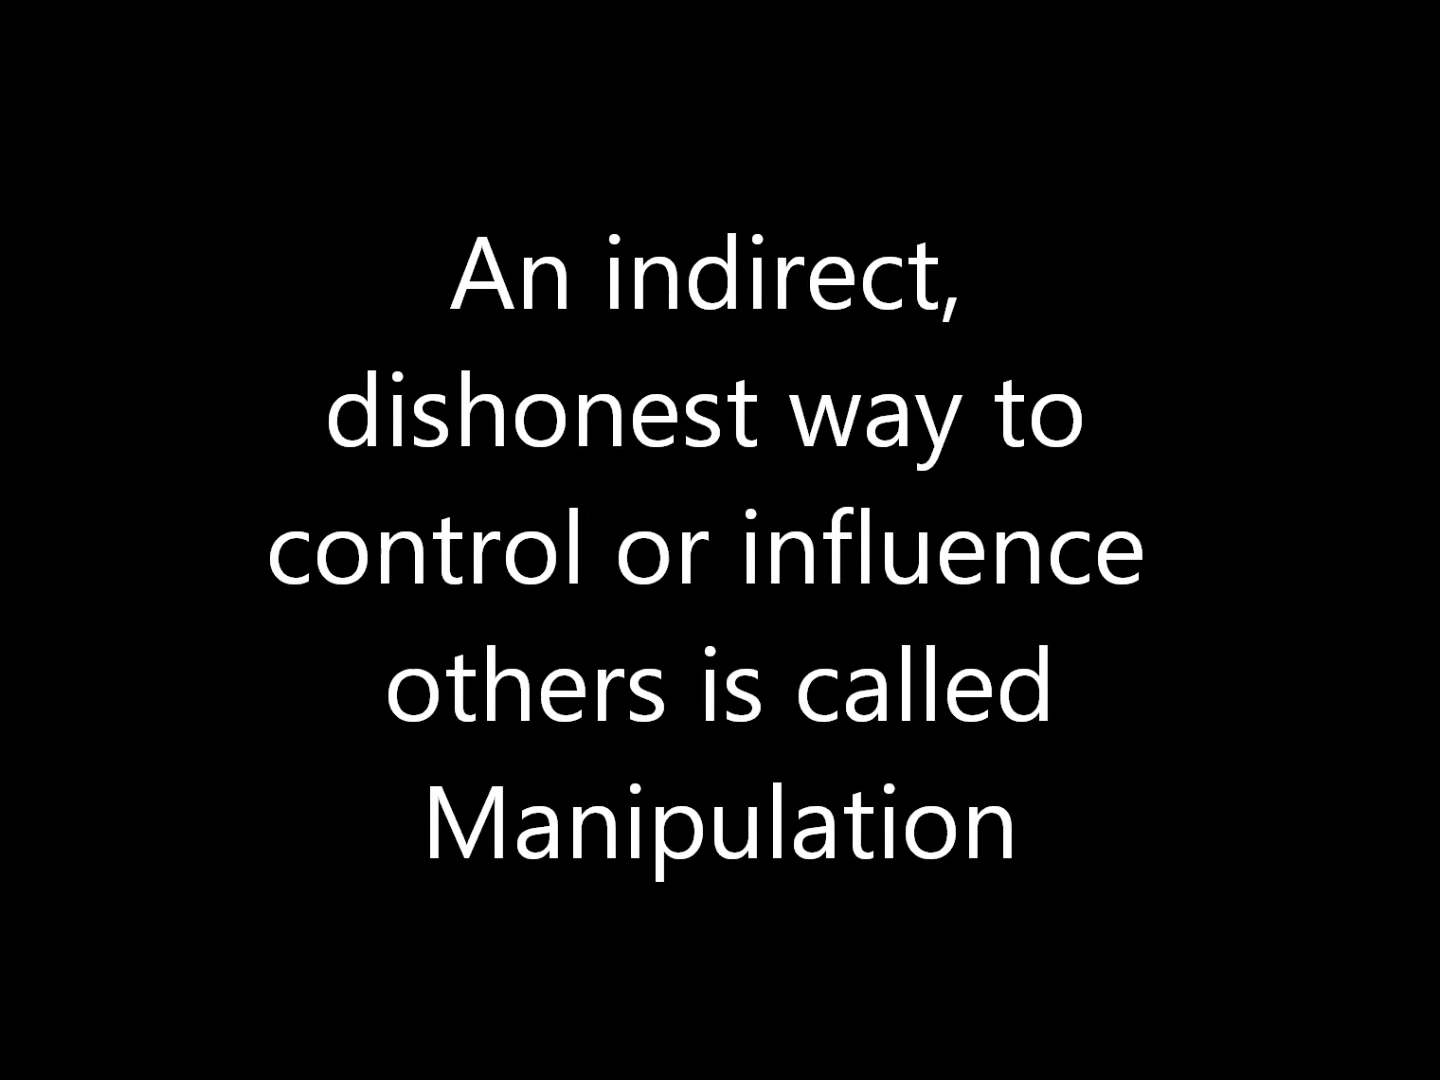 An indirect,
dishonest way to
control or influence
others is called
Manipulation